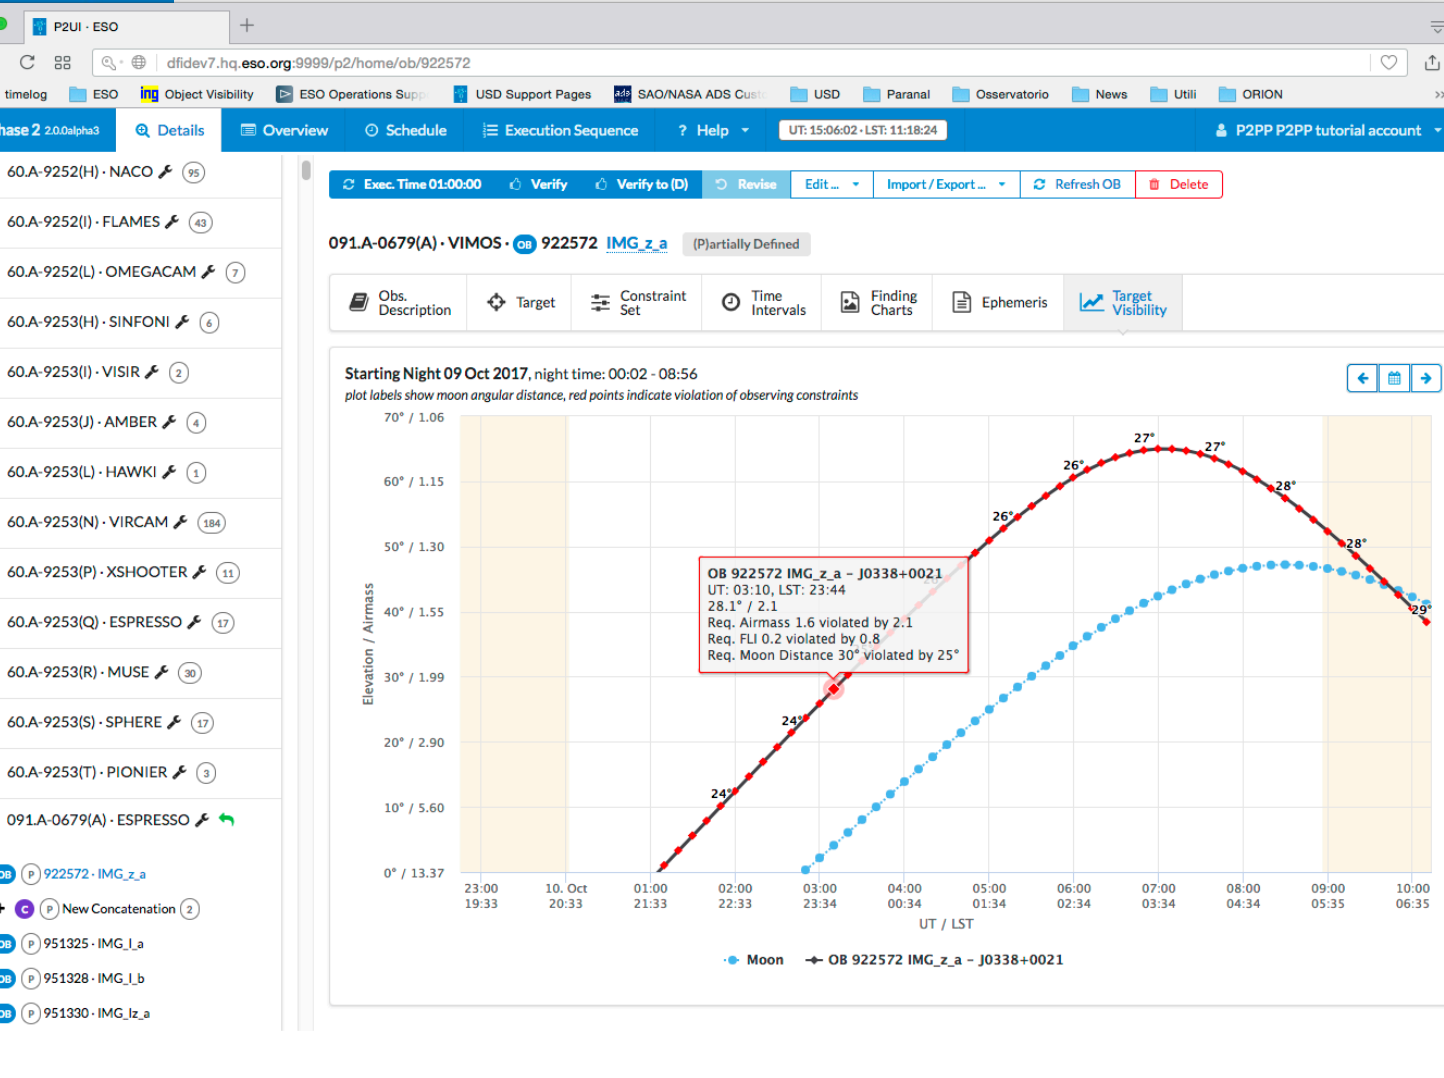 P2UI · ESO
dfidev7.hq.eso.org:9999/p2/home/ob/922572
timelog ESO ing Object Visibility ESO Operations Supp USD Support Pages ads SAO/NASA ADS Cust USD Paranal Osservatorio News Utili ORION
hase 2 2.0.0alpha3 Details Overview Schedule Execution Sequence ? Help UT: 15:06:02 · LST: 11:18:24 P2PP P2PP tutorial account
60.A-9252(H) · NACO 95
60.A-9252(I) · FLAMES 43
60.A-9252(L) · OMEGACAM 7
60.A-9253(H) · SINFONI 6
60.A-9253(I) · VISIR 2
60.A-9253(J) · AMBER 4
60.A-9253(L) · HAWKI 1
60.A-9253(N) · VIRCAM 184
60.A-9253(P) · XSHOOTER 11
60.A-9253(Q) · ESPRESSO 17
60.A-9253(R) · MUSE 30
60.A-9253(S) · SPHERE 17
60.A-9253(T) · PIONIER 3
091.A-0679(A) · ESPRESSO
OB P 922572 · IMG_z_a
+ C P New Concatenation 2
OB P 951325 · IMG_I_a
OB P 951328 · IMG_I_b
OB P 951330 · IMG_Iz_a
Exec. Time 01:00:00 Verify Verify to (D) Revise Edit ... Import / Export ... Refresh OB Delete
091.A-0679(A) · VIMOS · OB 922572 IMG_z_a (P)artially Defined
Obs. Description
Target
Constraint Set
Time Intervals
Finding Charts
Ephemeris
Target Visibility
Starting Night 09 Oct 2017, night time: 00:02 - 08:56
plot labels show moon angular distance, red points indicate violation of observing constraints
Elevation / Airmass
70° / 1.06
60° / 1.15
50° / 1.30
40° / 1.55
30° / 1.99
20° / 2.90
10° / 5.60
0° / 13.37
24°
24°
26°
26°
27°
27°
28°
28°
29°
OB 922572 IMG_z_a – J0338+0021
UT: 03:10, LST: 23:44
28.1° / 2.1
Req. Airmass 1.6 violated by 2.1
Req. FLI 0.2 violated by 0.8
Req. Moon Distance 30° violated by 25°
23:00 10. Oct 01:00 02:00 03:00 04:00 05:00 06:00 07:00 08:00 09:00 10:00
19:33 20:33 21:33 22:33 23:34 00:34 01:34 02:34 03:34 04:34 05:35 06:35
UT / LST
Moon OB 922572 IMG_z_a – J0338+0021